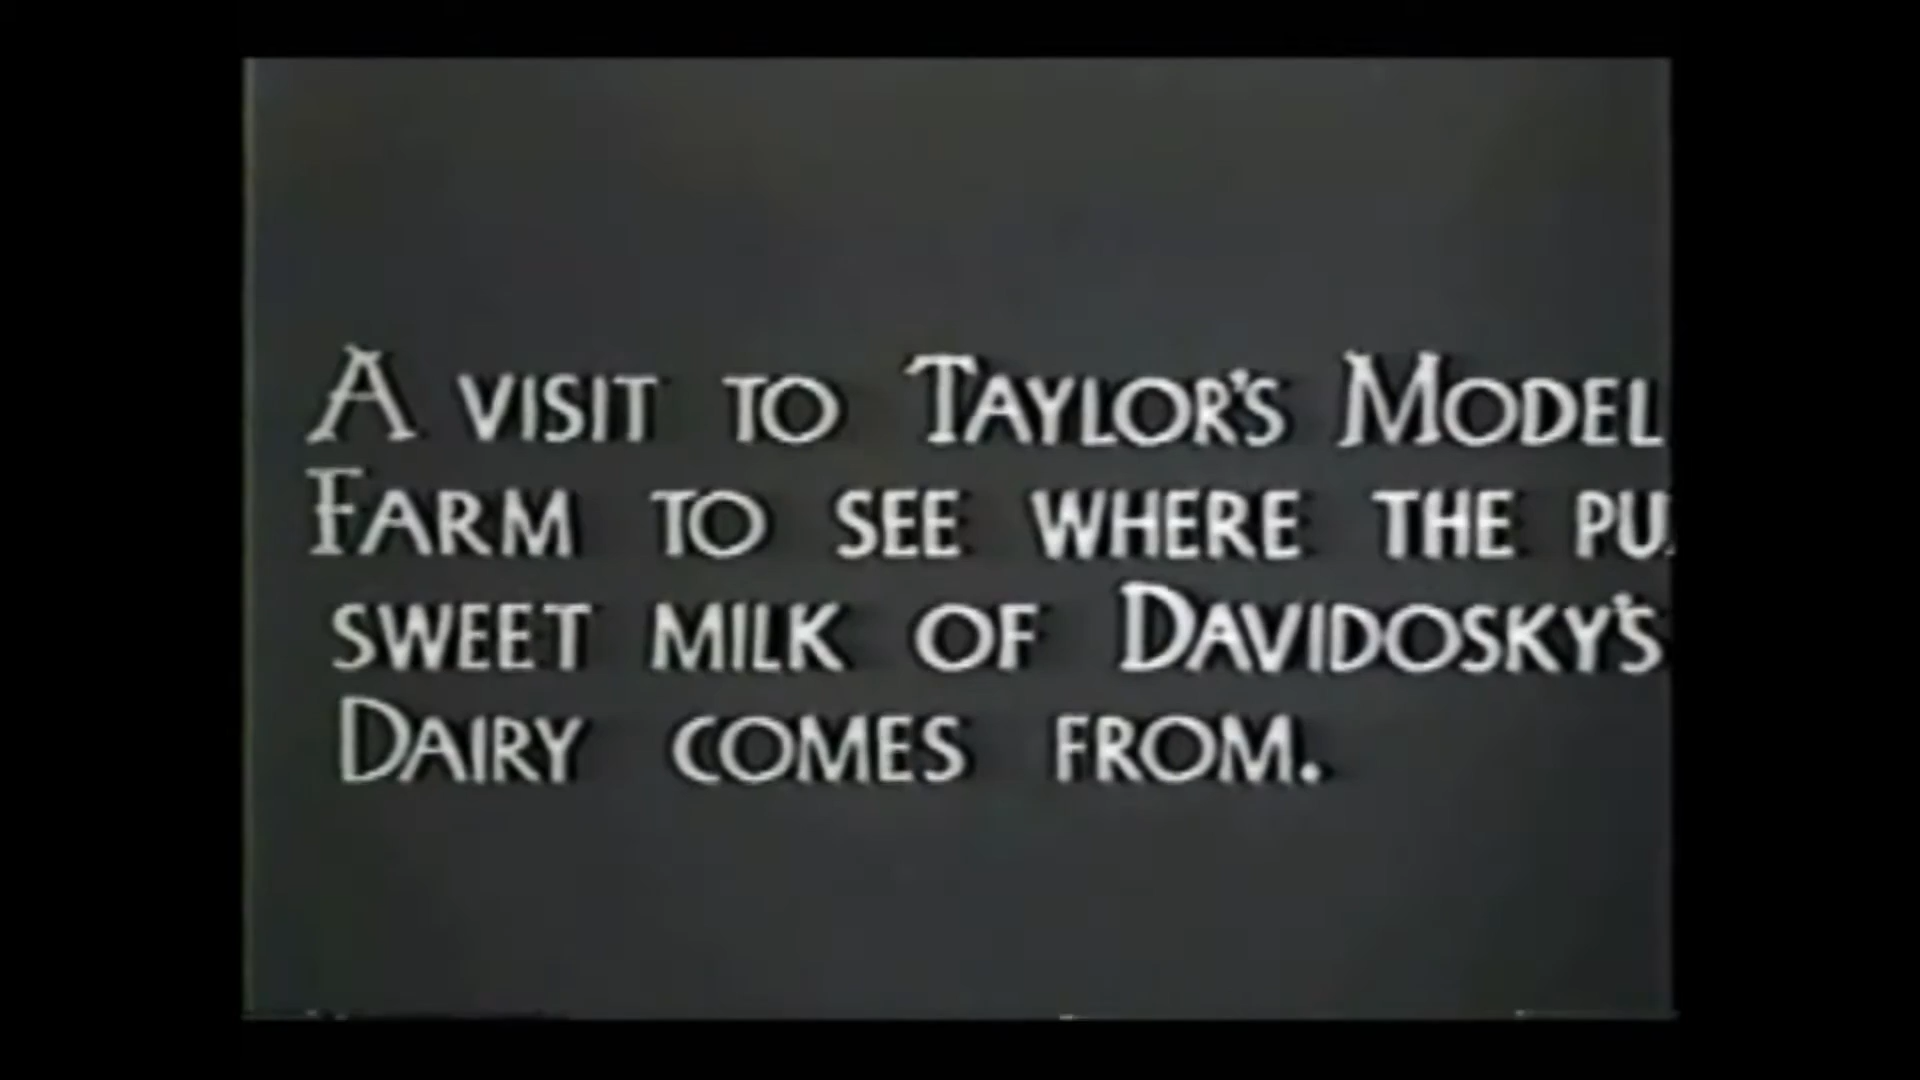 A VISIT TO TAYLOR'S MODEL
FARM TO SEE WHERE THE
SWEET MILK OF DAVIDOSKY'S
DAIRY COMES FROM.